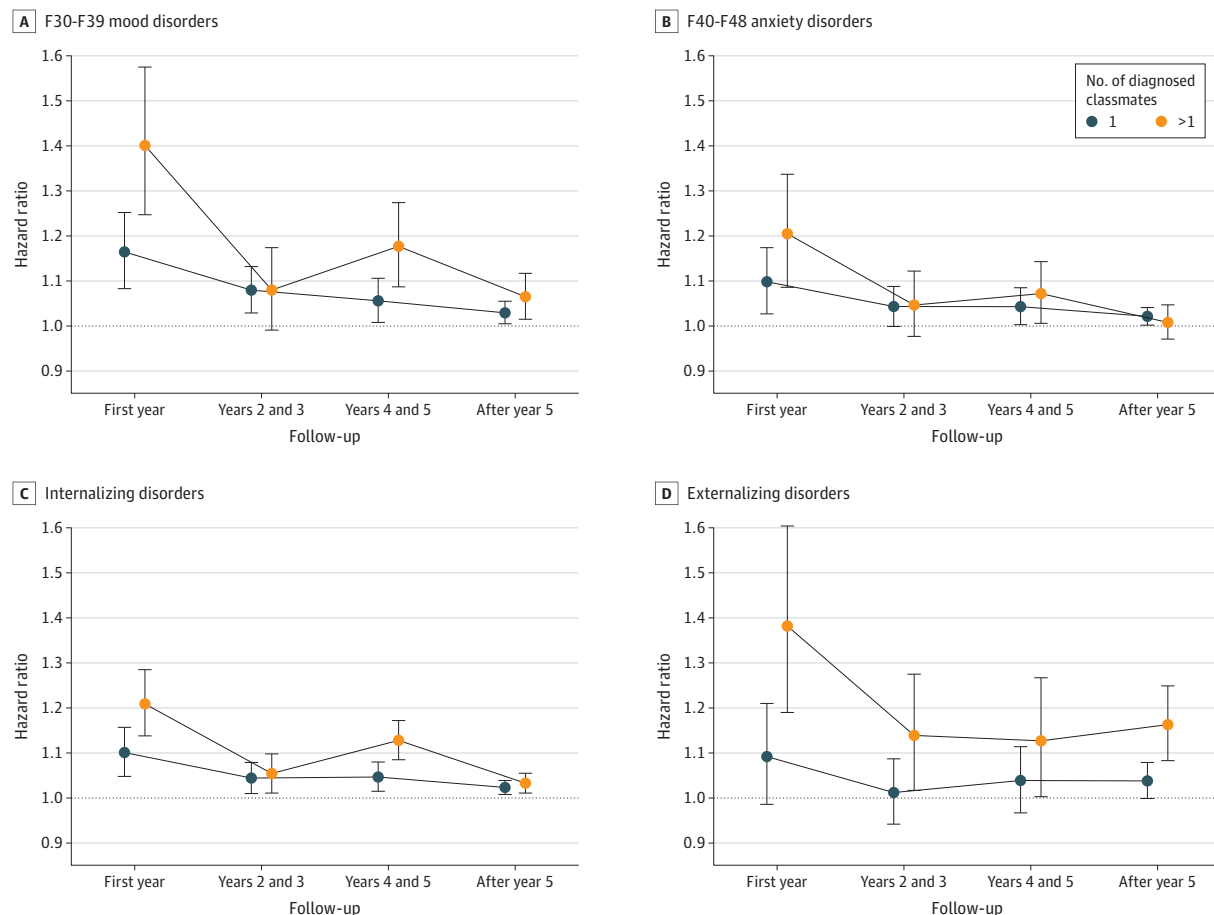 A F30-F39 mood disorders
1.6
1.5
1.4
1.3
1.2
1.1
1.0
0.9
Hazard ratio
First year Years 2 and 3 Years 4 and 5 After year 5
Follow-up
B F40-F48 anxiety disorders
1.6
1.5
1.4
1.3
1.2
1.1
1.0
0.9
Hazard ratio
No. of diagnosed
classmates
1 >1
First year Years 2 and 3 Years 4 and 5 After year 5
Follow-up
C Internalizing disorders
1.6
1.5
1.4
1.3
1.2
1.1
1.0
0.9
Hazard ratio
First year Years 2 and 3 Years 4 and 5 After year 5
Follow-up
D Externalizing disorders
1.6
1.5
1.4
1.3
1.2
1.1
1.0
0.9
Hazard ratio
First year Years 2 and 3 Years 4 and 5 After year 5
Follow-up